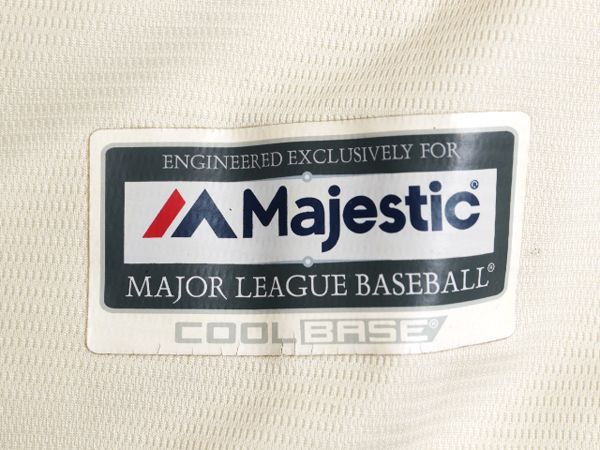 ENGINEERED EXCLUSIVELY FOR
Majestic®
MAJOR LEAGUE BASEBALL®
COOLBASE®